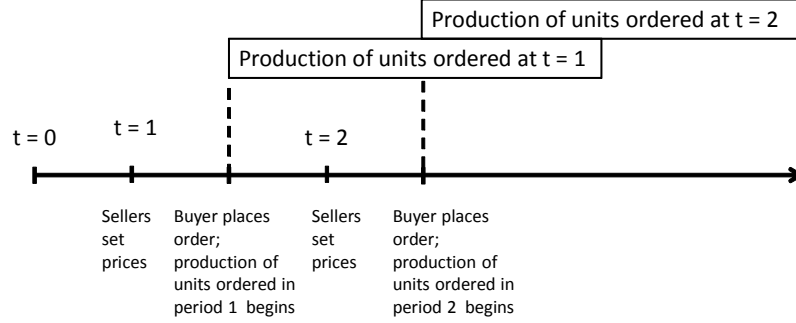 Production of units ordered at t = 2
Production of units ordered at t = 1
t = 0
t = 1
t = 2
Sellers
set
prices
Buyer places
order;
production of
units ordered in
period 1 begins
Sellers
set
prices
Buyer places
order;
production of
units ordered in
period 2 begins